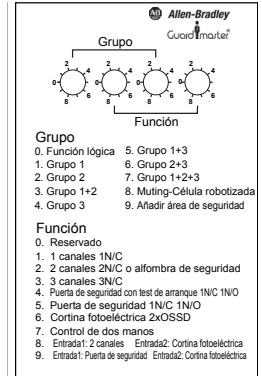 AB Allen-Bradley
Guardmaster®
Grupo
2 4 6 8 0
2 4 6 8 0
2 4 6 8 0
2 4 6 8 0
Función
Grupo
0. Función lógica
1. Grupo 1
2. Grupo 2
3. Grupo 1+2
4. Grupo 3
5. Grupo 1+3
6. Grupo 2+3
7. Grupo 1+2+3
8. Muting-Célula robotizada
9. Añadir área de seguridad
Función
0. Reservado
1. 1 canales 1N/C
2. 2 canales 2N/C o alfombra de seguridad
3. 3 canales 3N/C
4. Puerta de seguridad con test de arranque 1N/C 1N/O
5. Puerta de seguridad 1N/C 1N/O
6. Cortina fotoeléctrica 2xOSSD
7. Control de dos manos
8. Entrada1: 2 canales Entrada2: Cortina fotoeléctrica
9. Entrada1: Puerta de seguridad Entrada2: Cortina fotoeléctrica